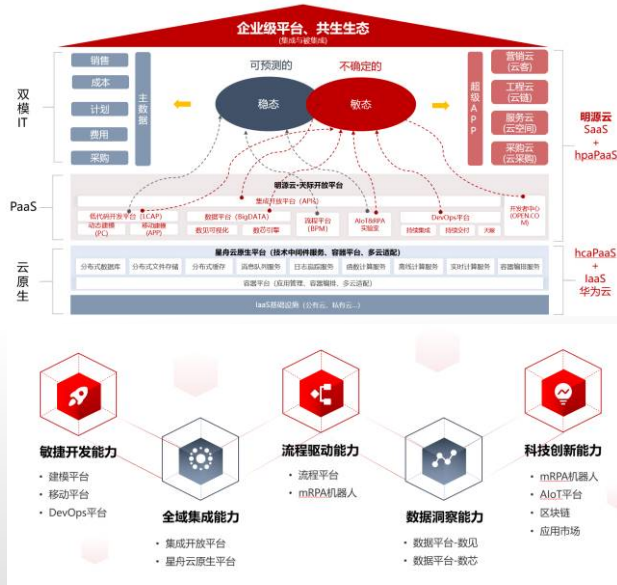 企业级平台、共生生态
(集成与被集成)
双模IT
销售
成本
计划
费用
采购
主数据
可预测的
不确定的
稳态
敏态
超级APP
营销云
(云客)
工程云
(云链)
服务云
(云空间)
采购云
(云采购)
明源云
SaaS
+
hpaPaaS
PaaS
明源云-天际开放平台
集成开放平台(APIC)
低代码开发平台(LCAP)
动态建模
(PC)
移动建模
(APP)
数据平台(BigDATA)
数见可视化
数芯引擎
流程平台
(BPM)
AIoT&MRPA
实验室
DevOps平台
持续集成
持续交付
天眼
开发者中心
(OPEN.COM)
云原生
星舟云原生平台(技术中间件服务、容器平台、多云适配)
分布式数据库
分布式文件存储
分布式缓存
消息队列服务
日志追踪服务
函数计算服务
离线计算服务
实时计算服务
容器编排服务
容器平台(应用管理、容器编排、多云适配)
IaaS基础设施(公有云、私有云...)
hcaPaaS
+
IaaS
华为云
敏捷开发能力
• 建模平台
• 移动平台
• DevOps平台
全域集成能力
• 集成开放平台
• 星舟云原生平台
流程驱动能力
• 流程平台
• mRPA机器人
数据洞察能力
• 数据平台-数见
• 数据平台-数芯
科技创新能力
• mRPA机器人
• AIoT平台
• 区块链
• 应用市场